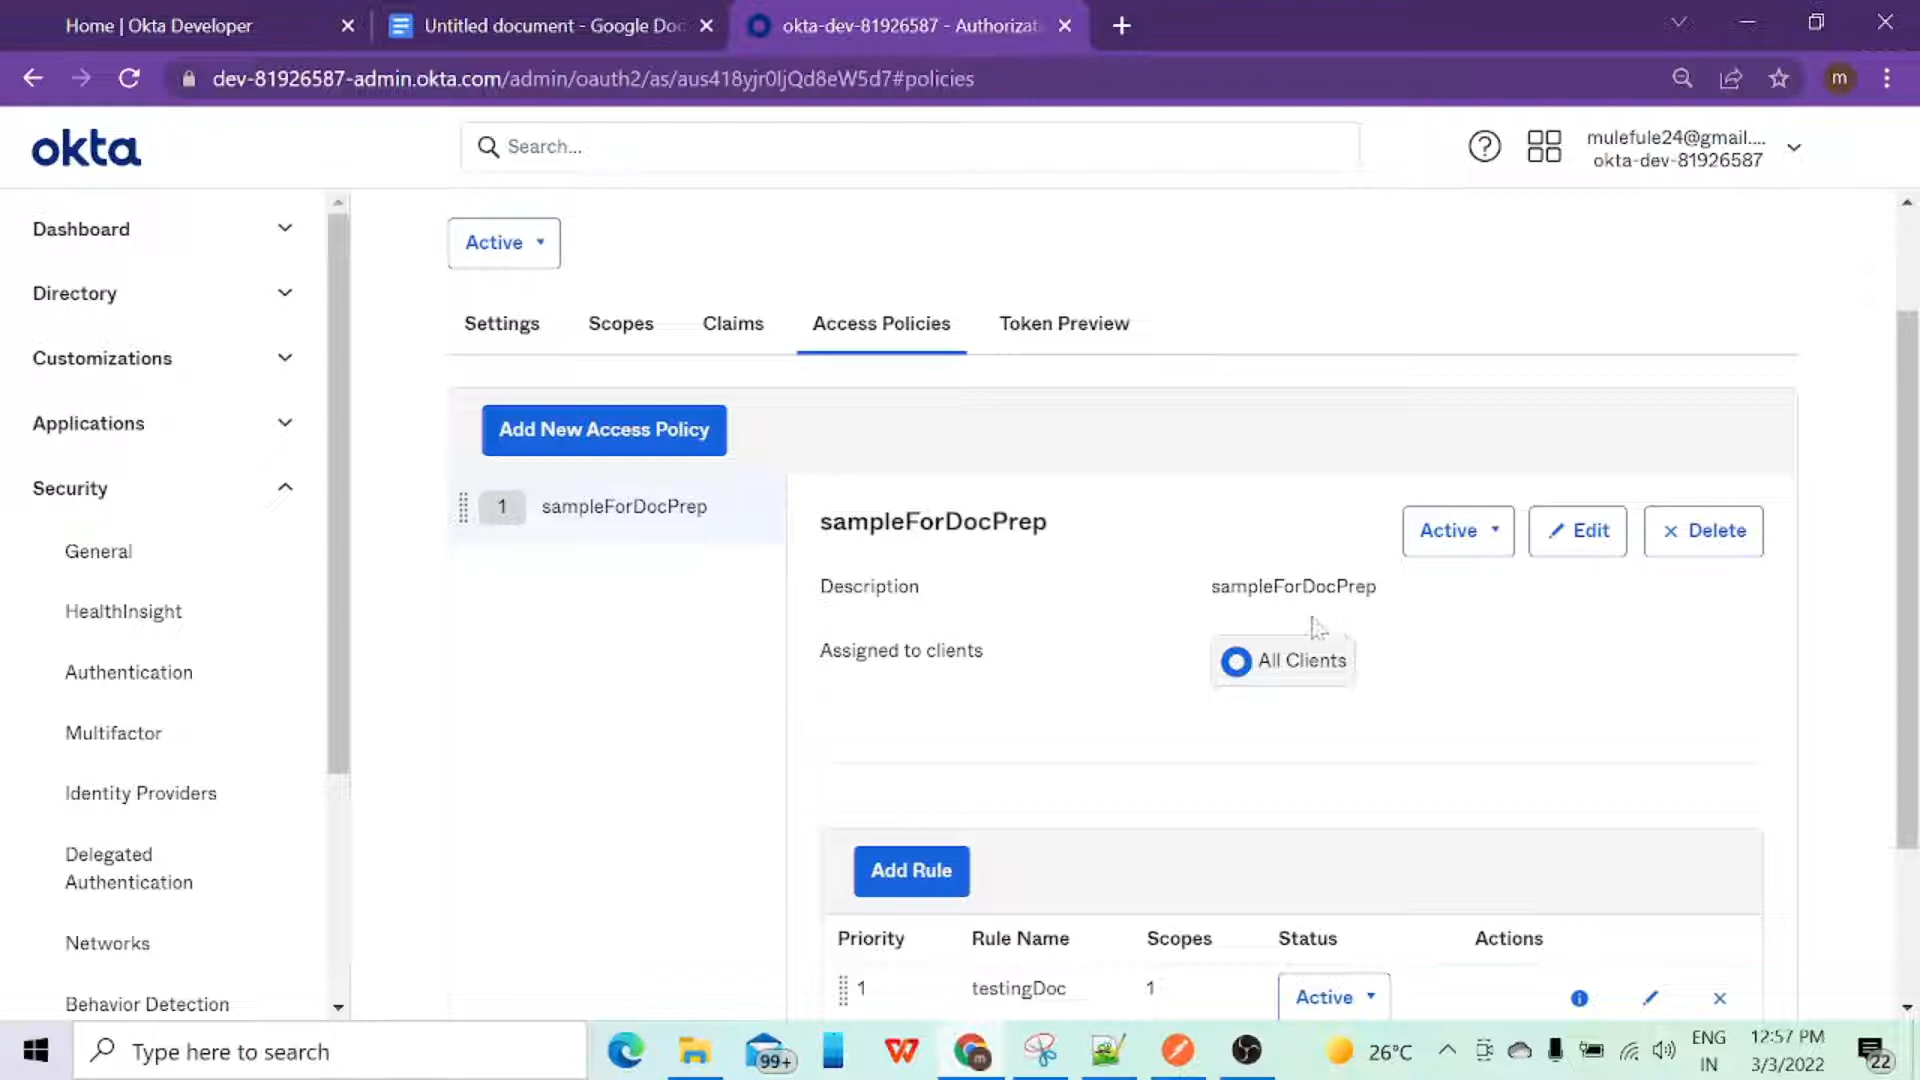 Home | Okta Developer
Untitled document - Google Doc
okta-dev-81926587 - Authorizati
dev-81926587-admin.okta.com/admin/oauth2/as/aus418yjr0IjQd8eW5d7#policies
m
okta
Search...
mulefule24@gmail....
okta-dev-81926587
Dashboard
Directory
Customizations
Applications
Security
General
HealthInsight
Authentication
Multifactor
Identity Providers
Delegated
Authentication
Networks
Behavior Detection
Active
Settings
Scopes
Claims
Access Policies
Token Preview
Add New Access Policy
1
sampleForDocPrep
sampleForDocPrep
Active
Edit
Delete
Description
sampleForDocPrep
Assigned to clients
All Clients
Add Rule
Priority
Rule Name
Scopes
Status
Actions
1
testingDoc
1
Active
Type here to search
99+
m
26°C
ENG
IN
12:57 PM
3/3/2022
22